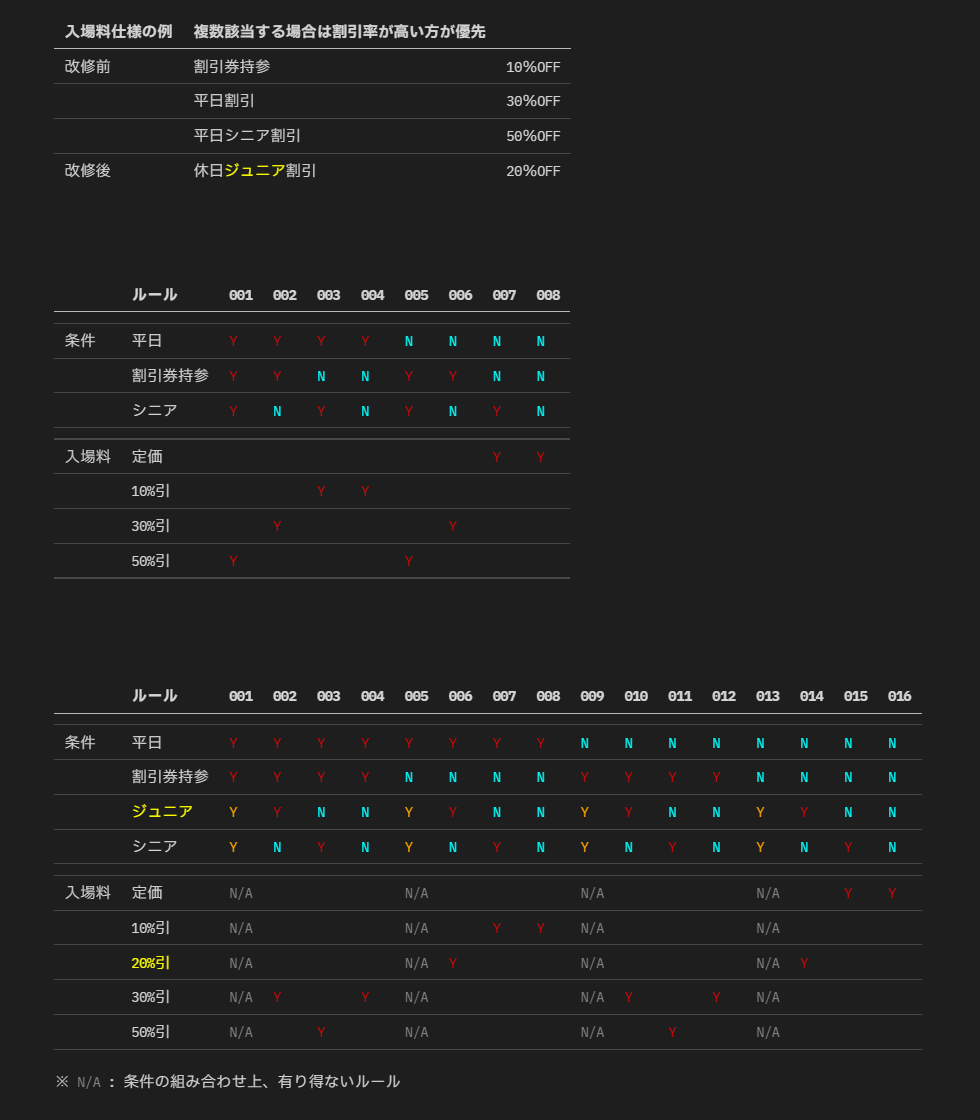 入場料仕様の例 複数該当する場合は割引率が高い方が優先
改修前 割引券持参 10%OFF
平日割引 30%OFF
平日シニア割引 50%OFF
改修後 休日ジュニア割引 20%OFF
ルール 001 002 003 004 005 006 007 008
条件 平日 Y Y Y Y N N N N
割引券持参 Y Y N N Y Y N N
シニア Y N Y N Y N Y N
入場料 定価 Y Y
10%引 Y Y
30%引 Y Y
50%引 Y Y
ルール 001 002 003 004 005 006 007 008 009 010 011 012 013 014 015 016
条件 平日 Y Y Y Y Y Y Y Y N N N N N N N N
割引券持参 Y Y Y Y N N N N Y Y Y Y N N N N
ジュニア Y Y N N Y Y N N Y Y N N Y Y N N
シニア Y N Y N Y N Y N Y N Y N Y N Y N
入場料 定価 N/A N/A N/A N/A Y Y
10%引 N/A N/A Y Y N/A N/A
20%引 N/A N/A Y N/A N/A Y
30%引 N/A Y Y N/A N/A Y Y N/A
50%引 N/A Y N/A N/A Y N/A
※ N/A : 条件の組み合わせ上、有り得ないルール